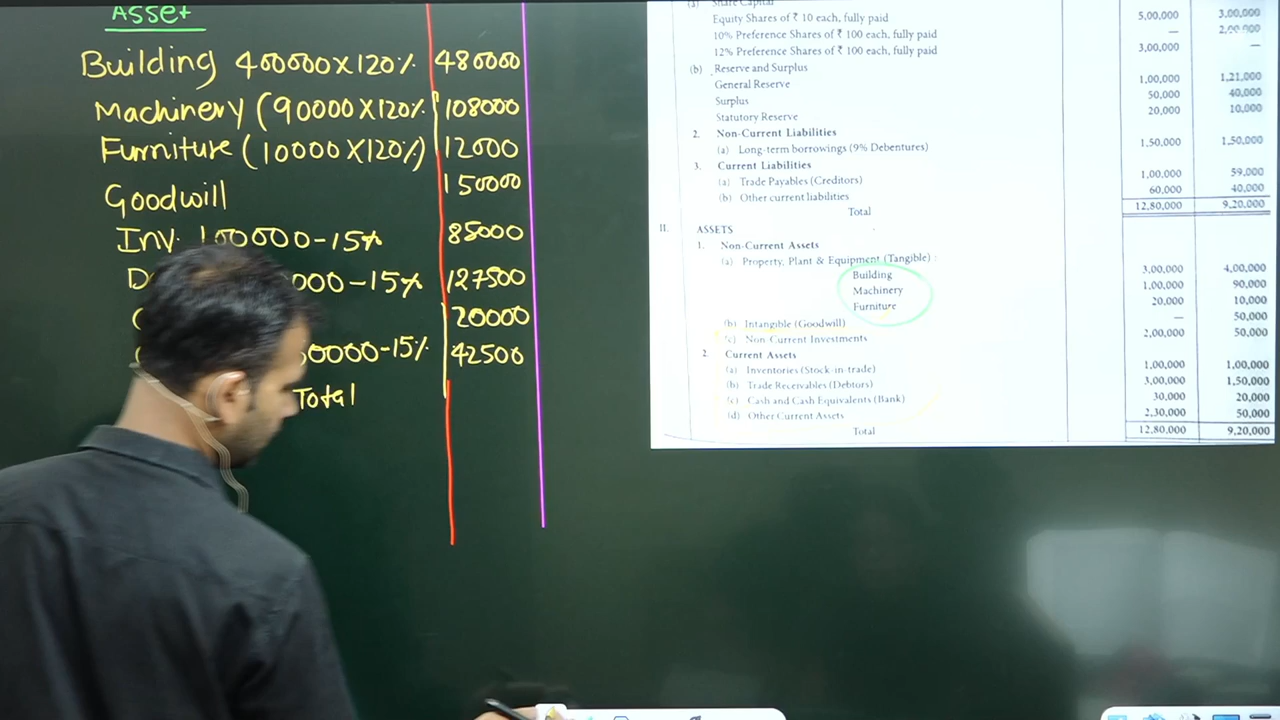 Asset
Building 400000×120% 480000
Machinery (90000×120% 108000
Furniture (10000×120%) 12000
Goodwill 150000
Inv. 100000-15% 85000
000-15% 127500
20000
0000-15% 42500
Total
Share Capital
Equity Shares of ₹ 10 each, fully paid 5,00,000 3,00,000
10% Preference Shares of ₹ 100 each, fully paid — 2,00,000
12% Preference Shares of ₹ 100 each, fully paid 3,00,000 —
(b) Reserve and Surplus
General Reserve 1,00,000 1,21,000
Surplus 50,000 40,000
Statutory Reserve 20,000 10,000
2. Non-Current Liabilities
(a) Long-term borrowings (9% Debentures) 1,50,000 1,50,000
3. Current Liabilities
(a) Trade Payables (Creditors) 1,00,000 59,000
(b) Other current liabilities 60,000 40,000
Total 12,80,000 9,20,000
II. ASSETS
1. Non-Current Assets
(a) Property, Plant & Equipment (Tangible) :
Building 3,00,000 4,00,000
Machinery 1,00,000 90,000
Furniture 20,000 10,000
(b) Intangible (Goodwill) — 50,000
(c) Non Current Investments 2,00,000 50,000
2. Current Assets
(a) Inventories (Stock-in-trade) 1,00,000 1,00,000
(b) Trade Receivables (Debtors) 3,00,000 1,50,000
(c) Cash and Cash Equivalents (Bank) 30,000 20,000
(d) Other Current Assets 2,30,000 50,000
Total 12,80,000 9,20,000